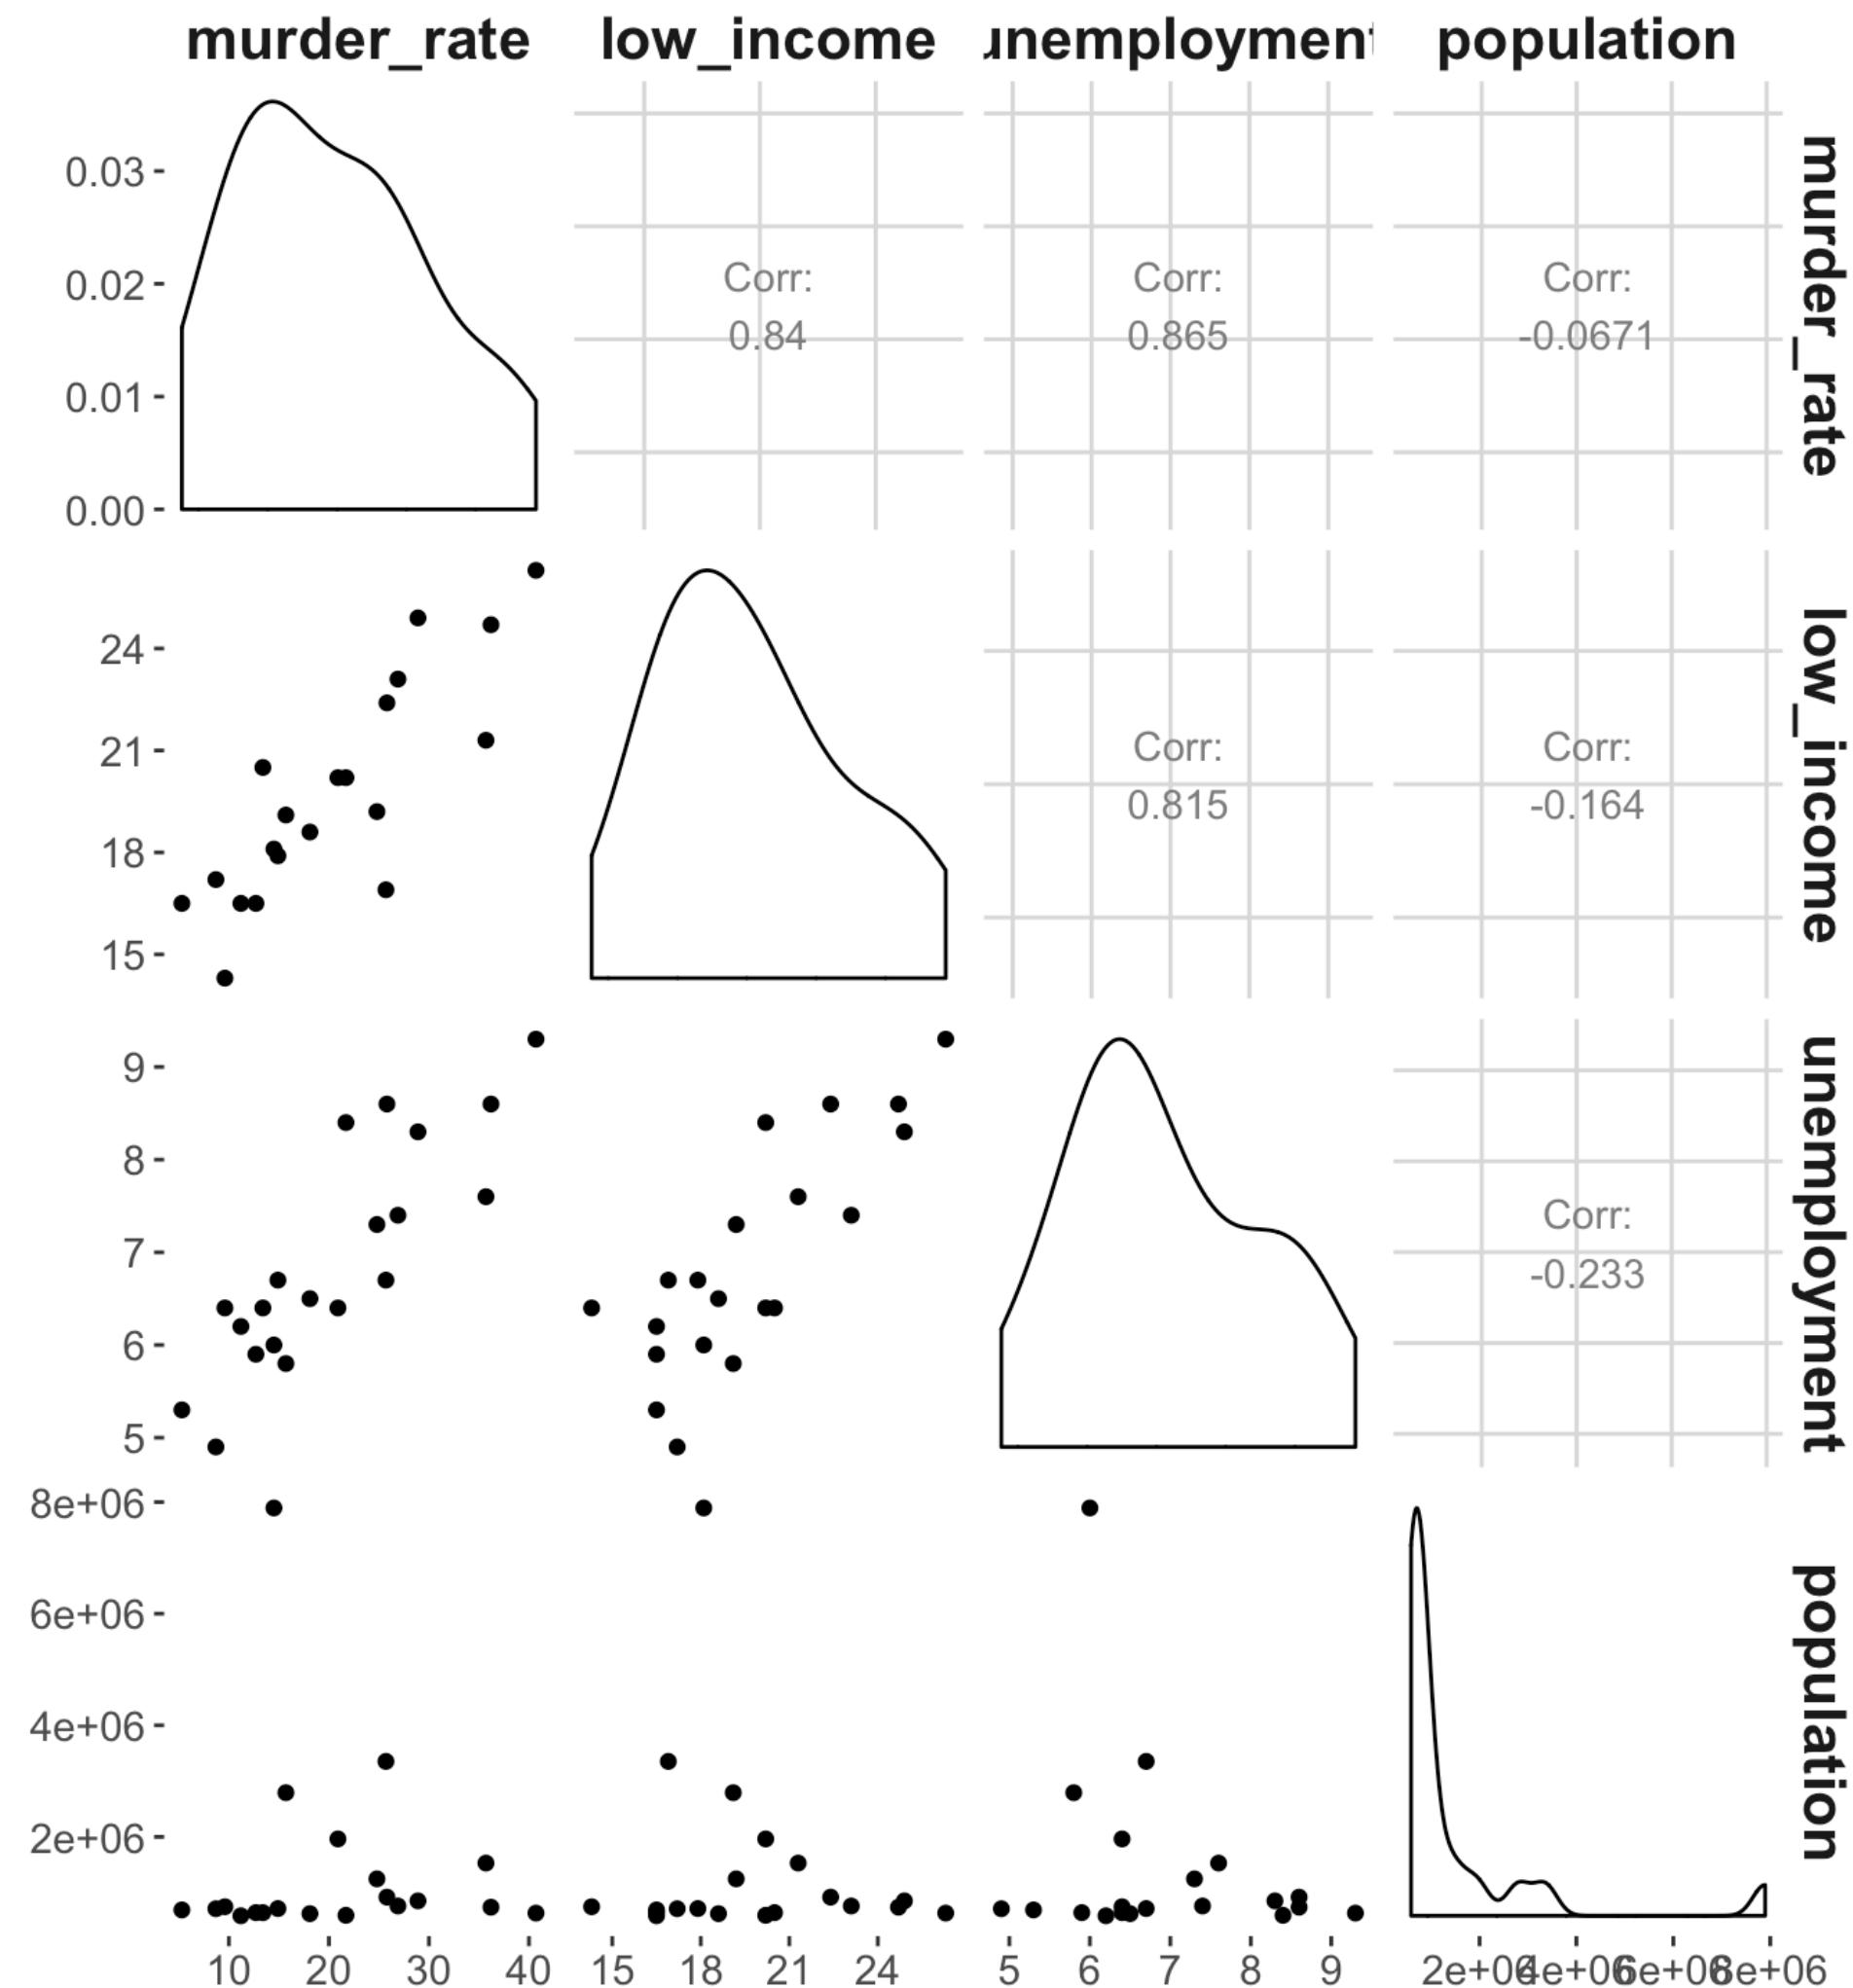 murder_rate low_income unemployment population
0.03
0.02
0.01
0.00
Corr:
0.84
Corr:
0.865
Corr:
-0.0671
murder_rate
24
21
18
15
Corr:
0.815
Corr:
-0.164
low_income
9
8
7
6
5
Corr:
-0.233
unemployment
8e+06
6e+06
4e+06
2e+06
population
10 20 30 40 15 18 21 24 5 6 7 8 9 2e+06 4e+06 6e+06 8e+06